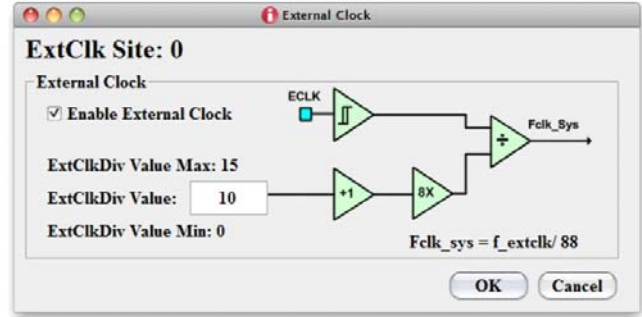 External Clock
ExtClk Site: 0
External Clock
Enable External Clock
ECLK
Fclk_Sys
÷
ExtClkDiv Value Max: 15
ExtClkDiv Value: 10
+1
8X
ExtClkDiv Value Min: 0
Fclk_sys = f_extclk/ 88
OK Cancel